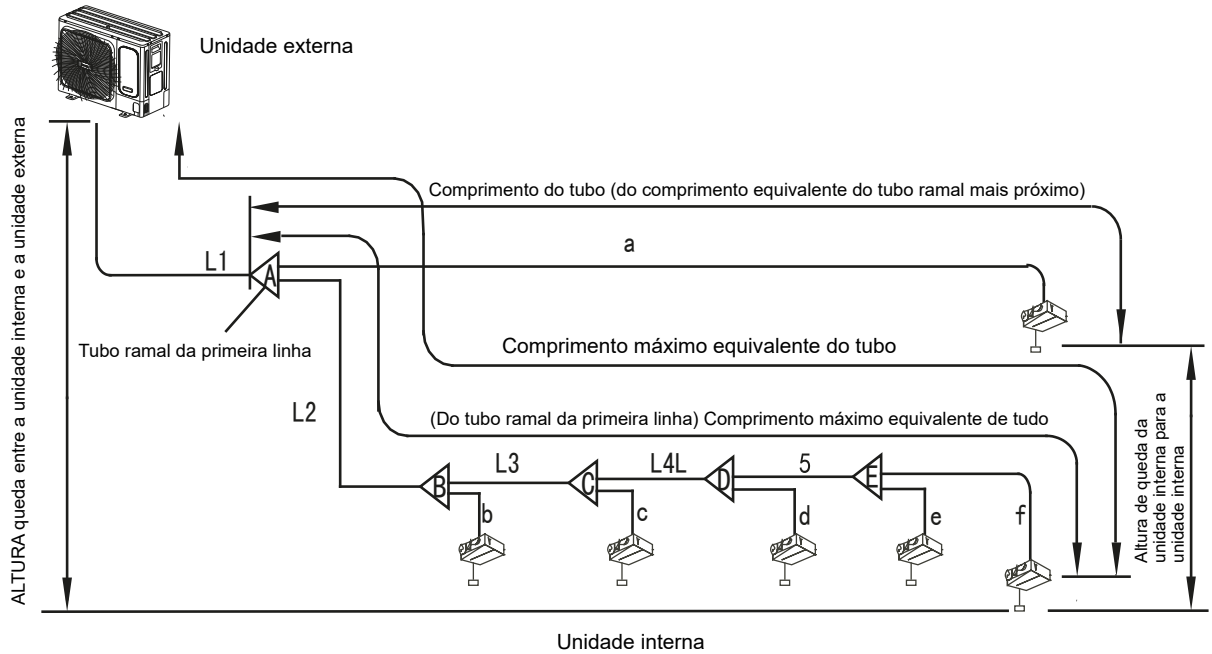 Unidade externa
ALTURA queda entre a unidade interna e a unidade externa
Comprimento do tubo (do comprimento equivalente do tubo ramal mais próximo)
a
L1
A
Tubo ramal da primeira linha
Comprimento máximo equivalente do tubo
L2
(Do tubo ramal da primeira linha) Comprimento máximo equivalente de tudo
L3
L4L
5
B
C
D
E
b
c
d
e
f
Altura de queda da
unidade interna para a
unidade interna
Unidade interna